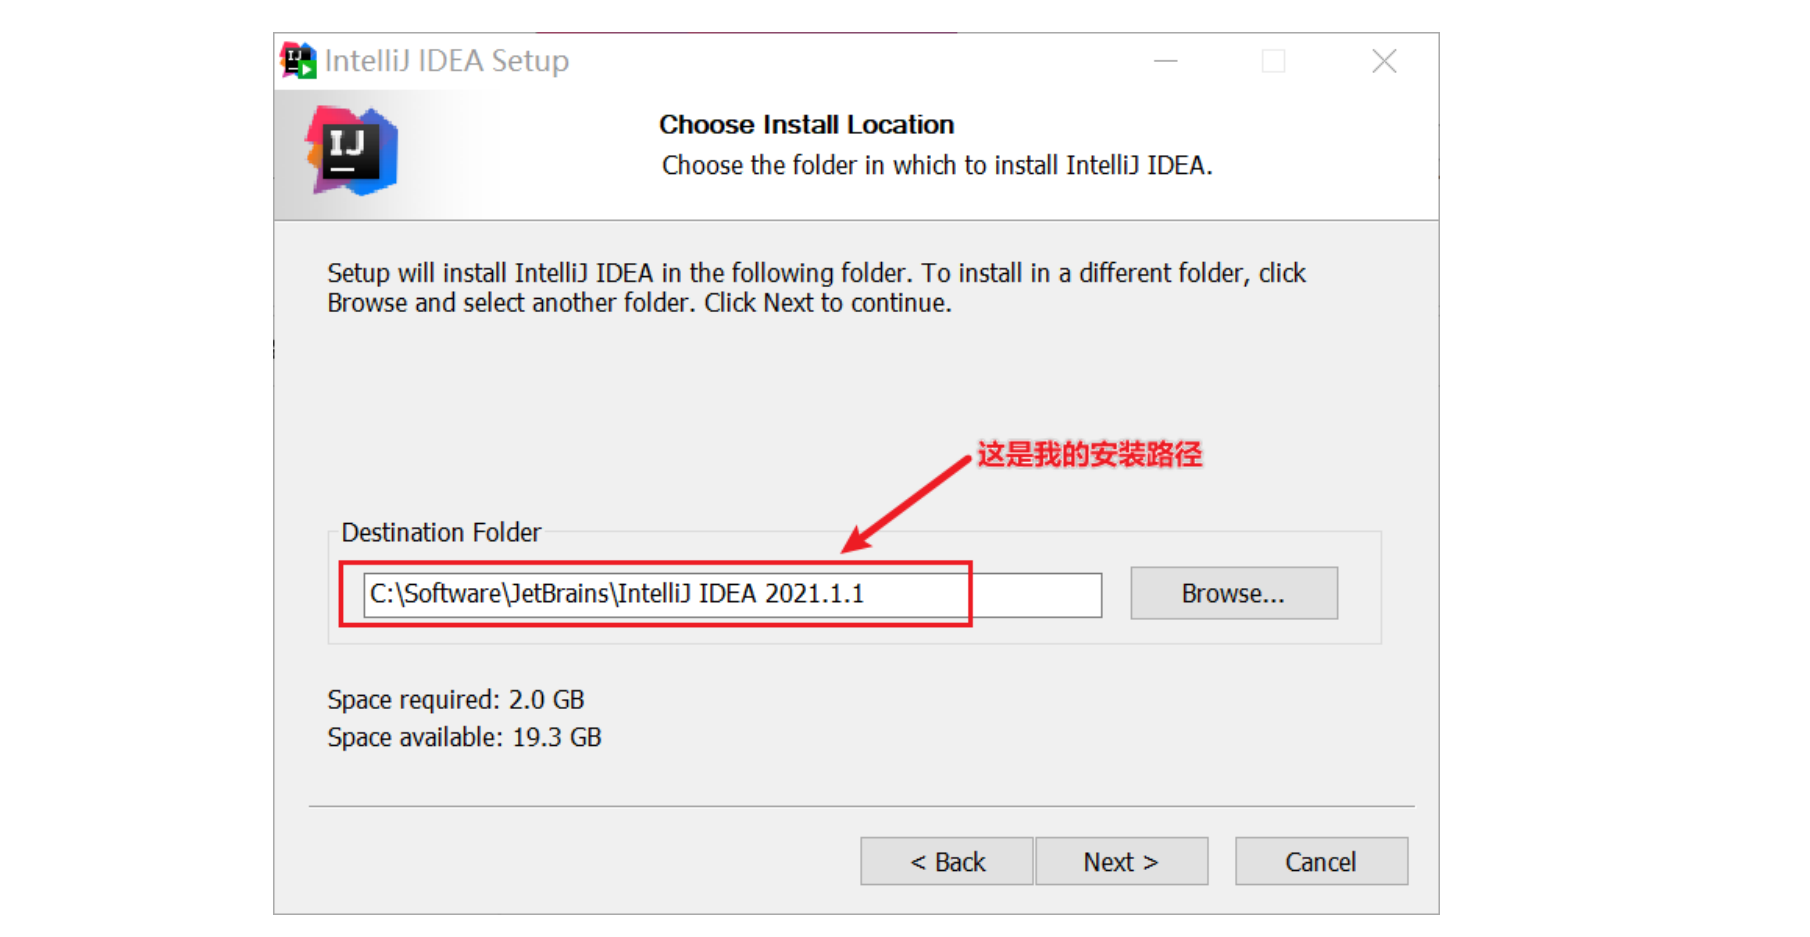 IntelliJ IDEA Setup
IJ
Choose Install Location
Choose the folder in which to install IntelliJ IDEA.
Setup will install IntelliJ IDEA in the following folder. To install in a different folder, click
Browse and select another folder. Click Next to continue.
这是我的安装路径
Destination Folder
C:\Software\JetBrains\IntelliJ IDEA 2021.1.1
Browse...
Space required: 2.0 GB
Space available: 19.3 GB
< Back
Next >
Cancel